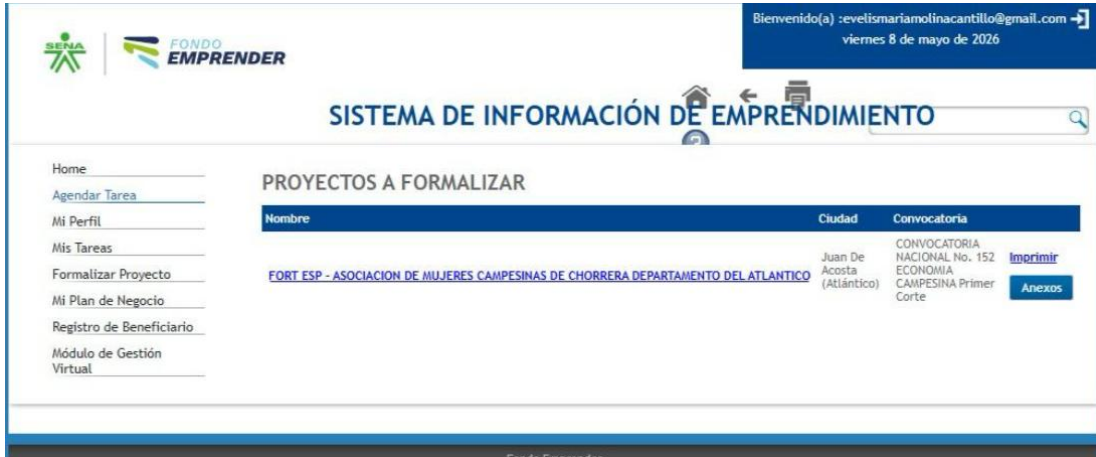 Bienvenido(a) :evelismariamolinacantillo@gmail.com
viernes 8 de mayo de 2026
SENA
FONDO
EMPRENDER
SISTEMA DE INFORMACIÓN DE EMPRENDIMIENTO
Home
Agendar Tarea
Mi Perfil
Mis Tareas
Formalizar Proyecto
Mi Plan de Negocio
Registro de Beneficiario
Módulo de Gestión
Virtual
PROYECTOS A FORMALIZAR
Nombre Ciudad Convocatoria
FORT ESP - ASOCIACION DE MUJERES CAMPESINAS DE CHORRERA DEPARTAMENTO DEL ATLANTICO
Juan De
Acosta
(Atlántico)
CONVOCATORIA
NACIONAL No. 152
ECONOMIA
CAMPESINA Primer
Corte
Imprimir
Anexos